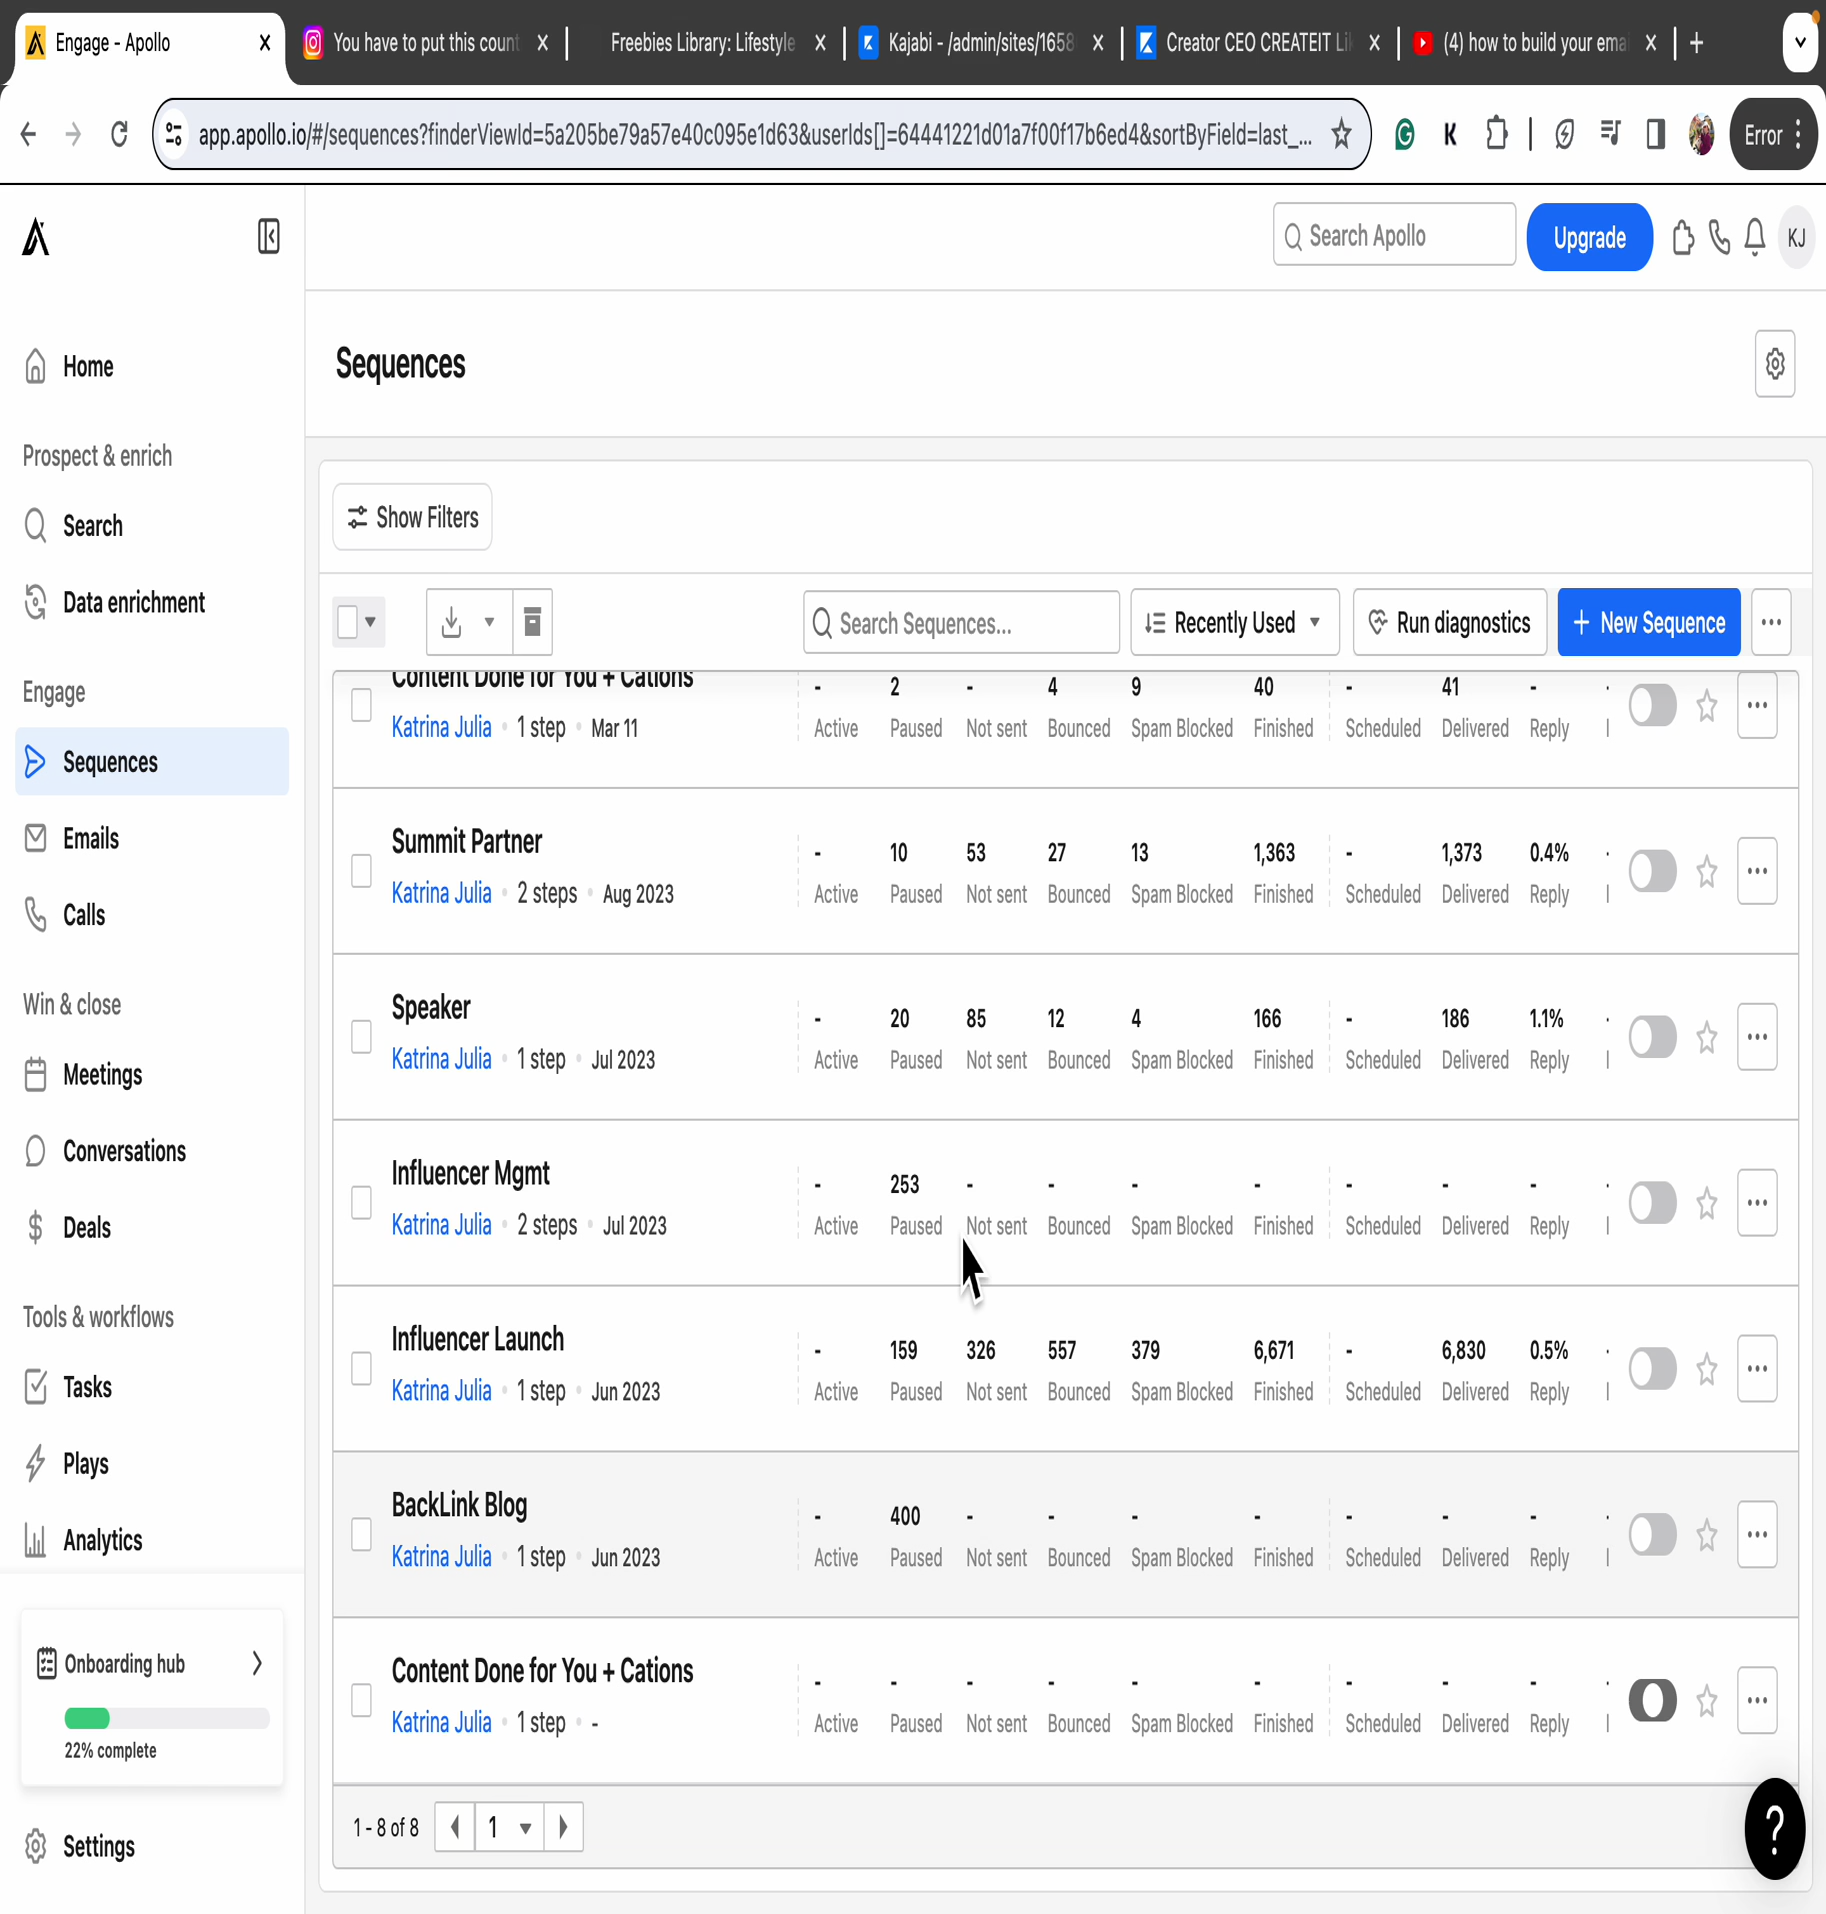 Engage - Apollo
You have to put this count
Freebies Library: Lifestyle
Kajabi - /admin/sites/1658
Creator CEO CREATEIT Li
(4) how to build your ema
app.apollo.io/#/sequences?finderViewId=5a205be79a57e40c095e1d63&userIds[]=64441221d01a7f00f17b6ed4&sortByField=last_...
Error
Search Apollo
Upgrade
KJ
Home
Prospect & enrich
Search
Data enrichment
Engage
Sequences
Emails
Calls
Win & close
Meetings
Conversations
Deals
Tools & workflows
Tasks
Plays
Analytics
Onboarding hub
22% complete
Settings
Sequences
Show Filters
Search Sequences...
Recently Used
Run diagnostics
+ New Sequence
Content Done for You + Cations
- 2 - 4 9 40 - 41 -
Katrina Julia • 1 step • Mar 11
Active Paused Not sent Bounced Spam Blocked Finished Scheduled Delivered Reply
Summit Partner
- 10 53 27 13 1,363 - 1,373 0.4%
Katrina Julia • 2 steps • Aug 2023
Active Paused Not sent Bounced Spam Blocked Finished Scheduled Delivered Reply
Speaker
- 20 85 12 4 166 - 186 1.1%
Katrina Julia • 1 step • Jul 2023
Active Paused Not sent Bounced Spam Blocked Finished Scheduled Delivered Reply
Influencer Mgmt
- 253 - - - - - - -
Katrina Julia • 2 steps • Jul 2023
Active Paused Not sent Bounced Spam Blocked Finished Scheduled Delivered Reply
Influencer Launch
- 159 326 557 379 6,671 - 6,830 0.5%
Katrina Julia • 1 step • Jun 2023
Active Paused Not sent Bounced Spam Blocked Finished Scheduled Delivered Reply
BackLink Blog
- 400 - - - - - - -
Katrina Julia • 1 step • Jun 2023
Active Paused Not sent Bounced Spam Blocked Finished Scheduled Delivered Reply
Content Done for You + Cations
- - - - - - - - -
Katrina Julia • 1 step • -
Active Paused Not sent Bounced Spam Blocked Finished Scheduled Delivered Reply
1 - 8 of 8
1
?